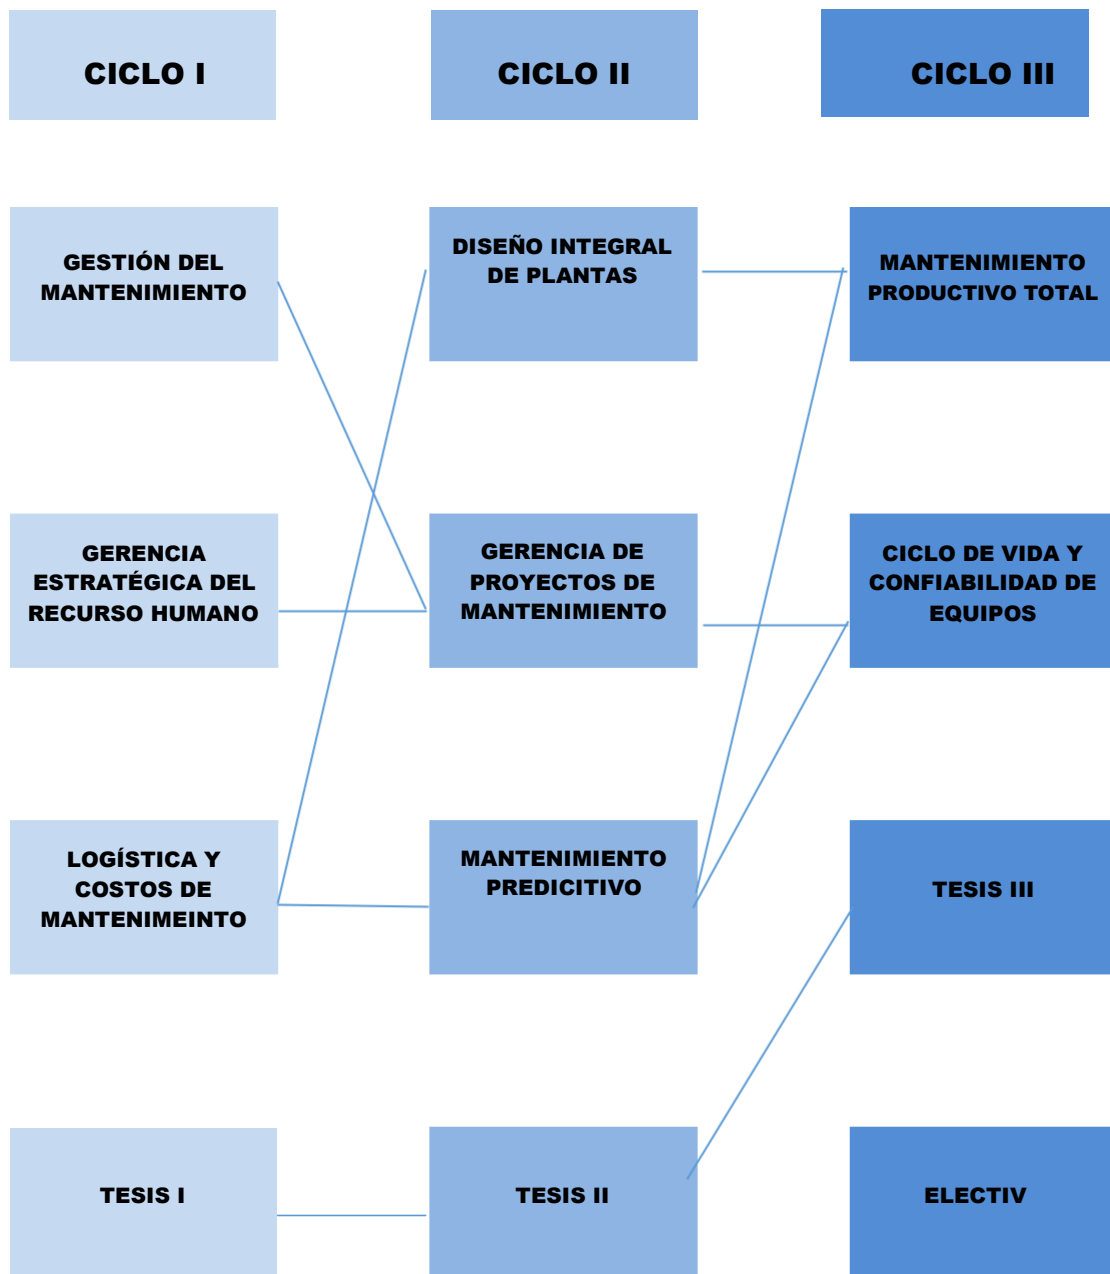 CICLO I
CICLO II
CICLO III
GESTIÓN DEL
MANTENIMIENTO
DISEÑO INTEGRAL
DE PLANTAS
MANTENIMIENTO
PRODUCTIVO TOTAL
GERENCIA
ESTRATÉGICA DEL
RECURSO HUMANO
GERENCIA DE
PROYECTOS DE
MANTENIMIENTO
CICLO DE VIDA Y
CONFIABILIDAD DE
EQUIPOS
LOGÍSTICA Y
COSTOS DE
MANTENIMEINTO
MANTENIMIENTO
PREDICITIVO
TESIS III
TESIS I
TESIS II
ELECTIV